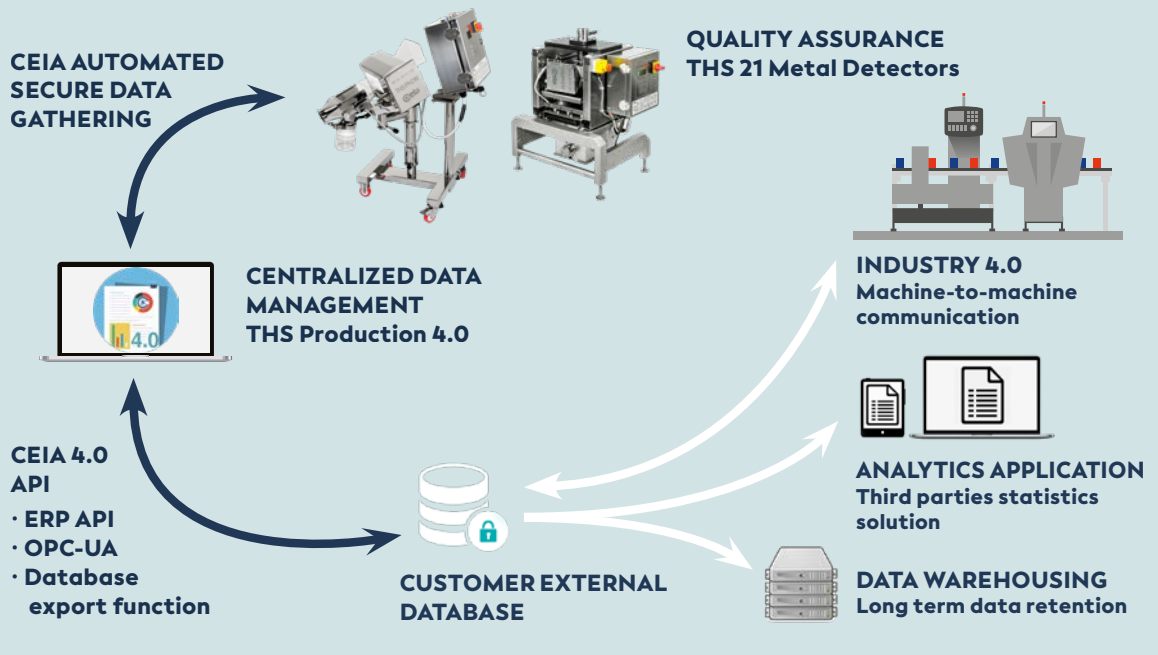 CEIA AUTOMATED
SECURE DATA
GATHERING
QUALITY ASSURANCE
THS 21 Metal Detectors
CENTRALIZED DATA
MANAGEMENT
THS Production 4.0
4.0
INDUSTRY 4.0
Machine-to-machine
communication
CEIA 4.0
API
· ERP API
· OPC-UA
· Database
export function
CUSTOMER EXTERNAL
DATABASE
ANALYTICS APPLICATION
Third parties statistics
solution
DATA WAREHOUSING
Long term data retention